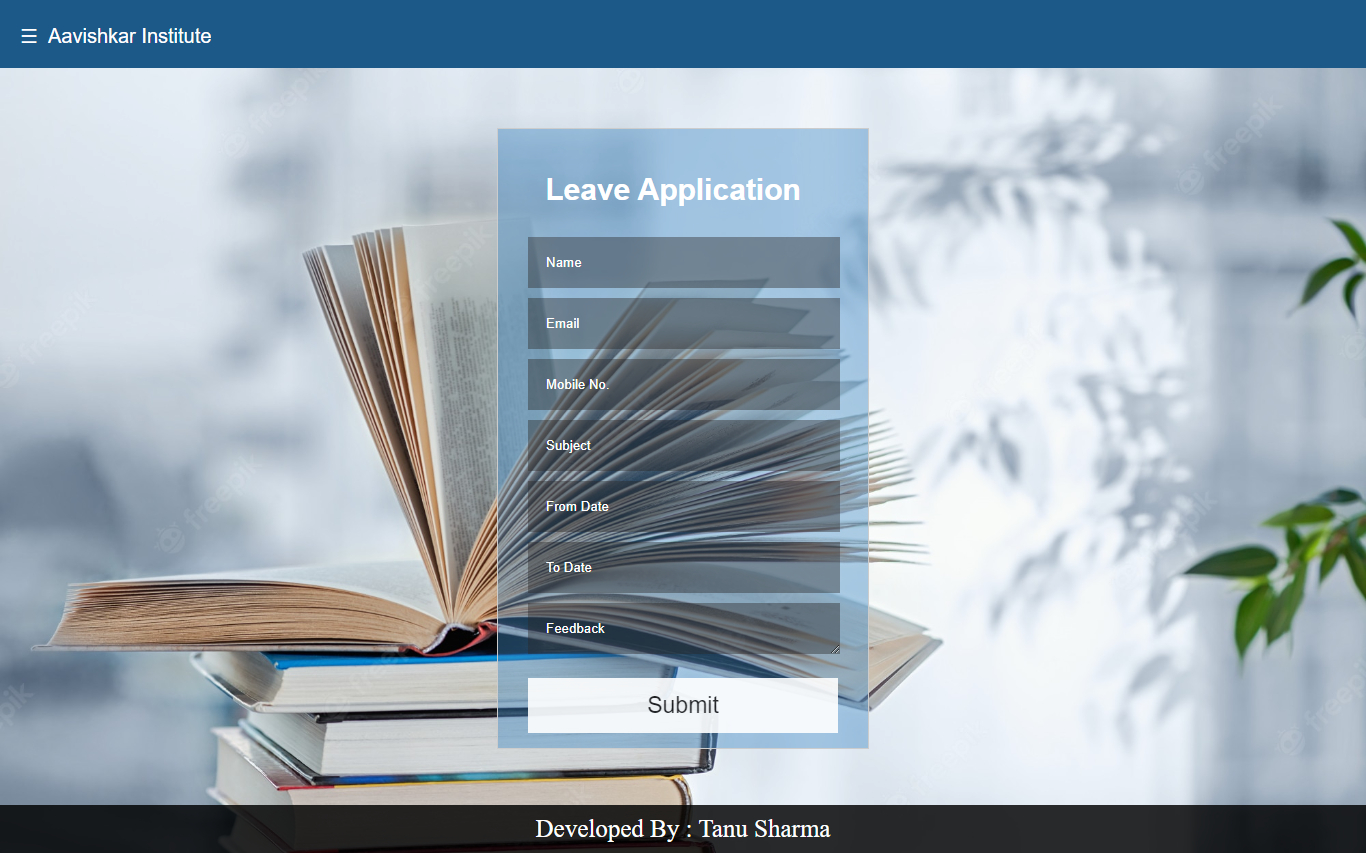 ☰ Aavishkar Institute
Leave Application
Name
Email
Mobile No.
Subject
From Date
To Date
Feedback
Submit
Developed By : Tanu Sharma
freepik